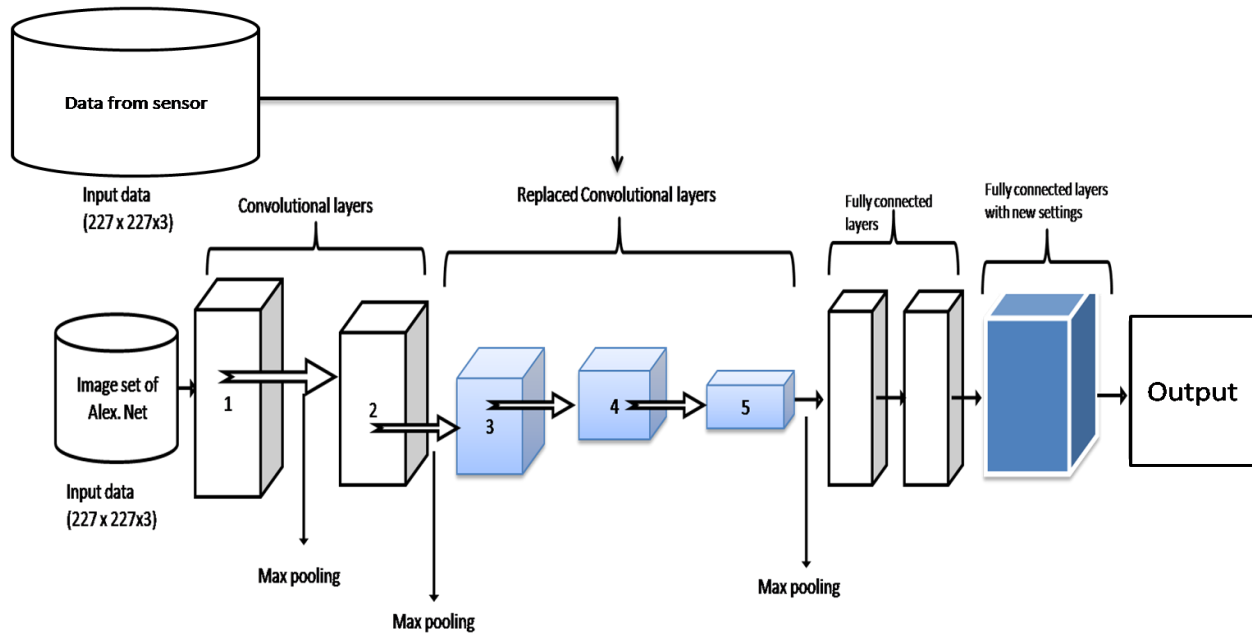 Data from sensor
Input data
(227 x 227x3)
Convolutional layers
Replaced Convolutional layers
Fully connected
layers
Fully connected layers
with new settings
Image set of
Alex. Net
1
2
3
4
5
Output
Input data
(227 x 227x3)
Max pooling
Max pooling
Max pooling